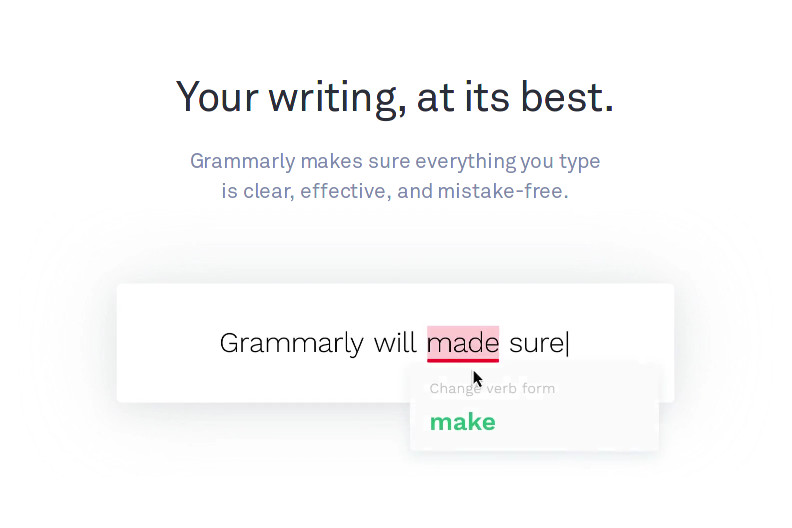 Your writing, at its best.
Grammarly makes sure everything you type
is clear, effective, and mistake-free.
Grammarly will made sure
Change verb form
make